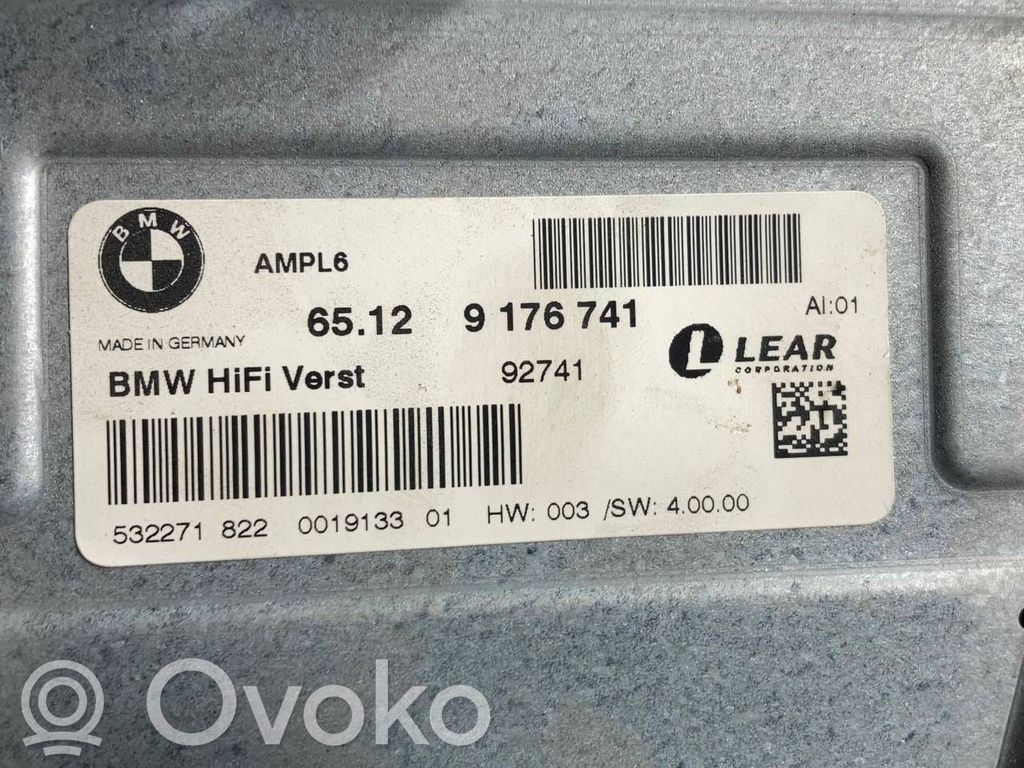 BMW
AMPL6
65.12 9 176 741
AI:01
MADE IN GERMANY
BMW HiFi Verst 92741
L LEAR
CORPORATION
532271 822 0019133 01 HW: 003 /SW: 4.00.00
Ovoko